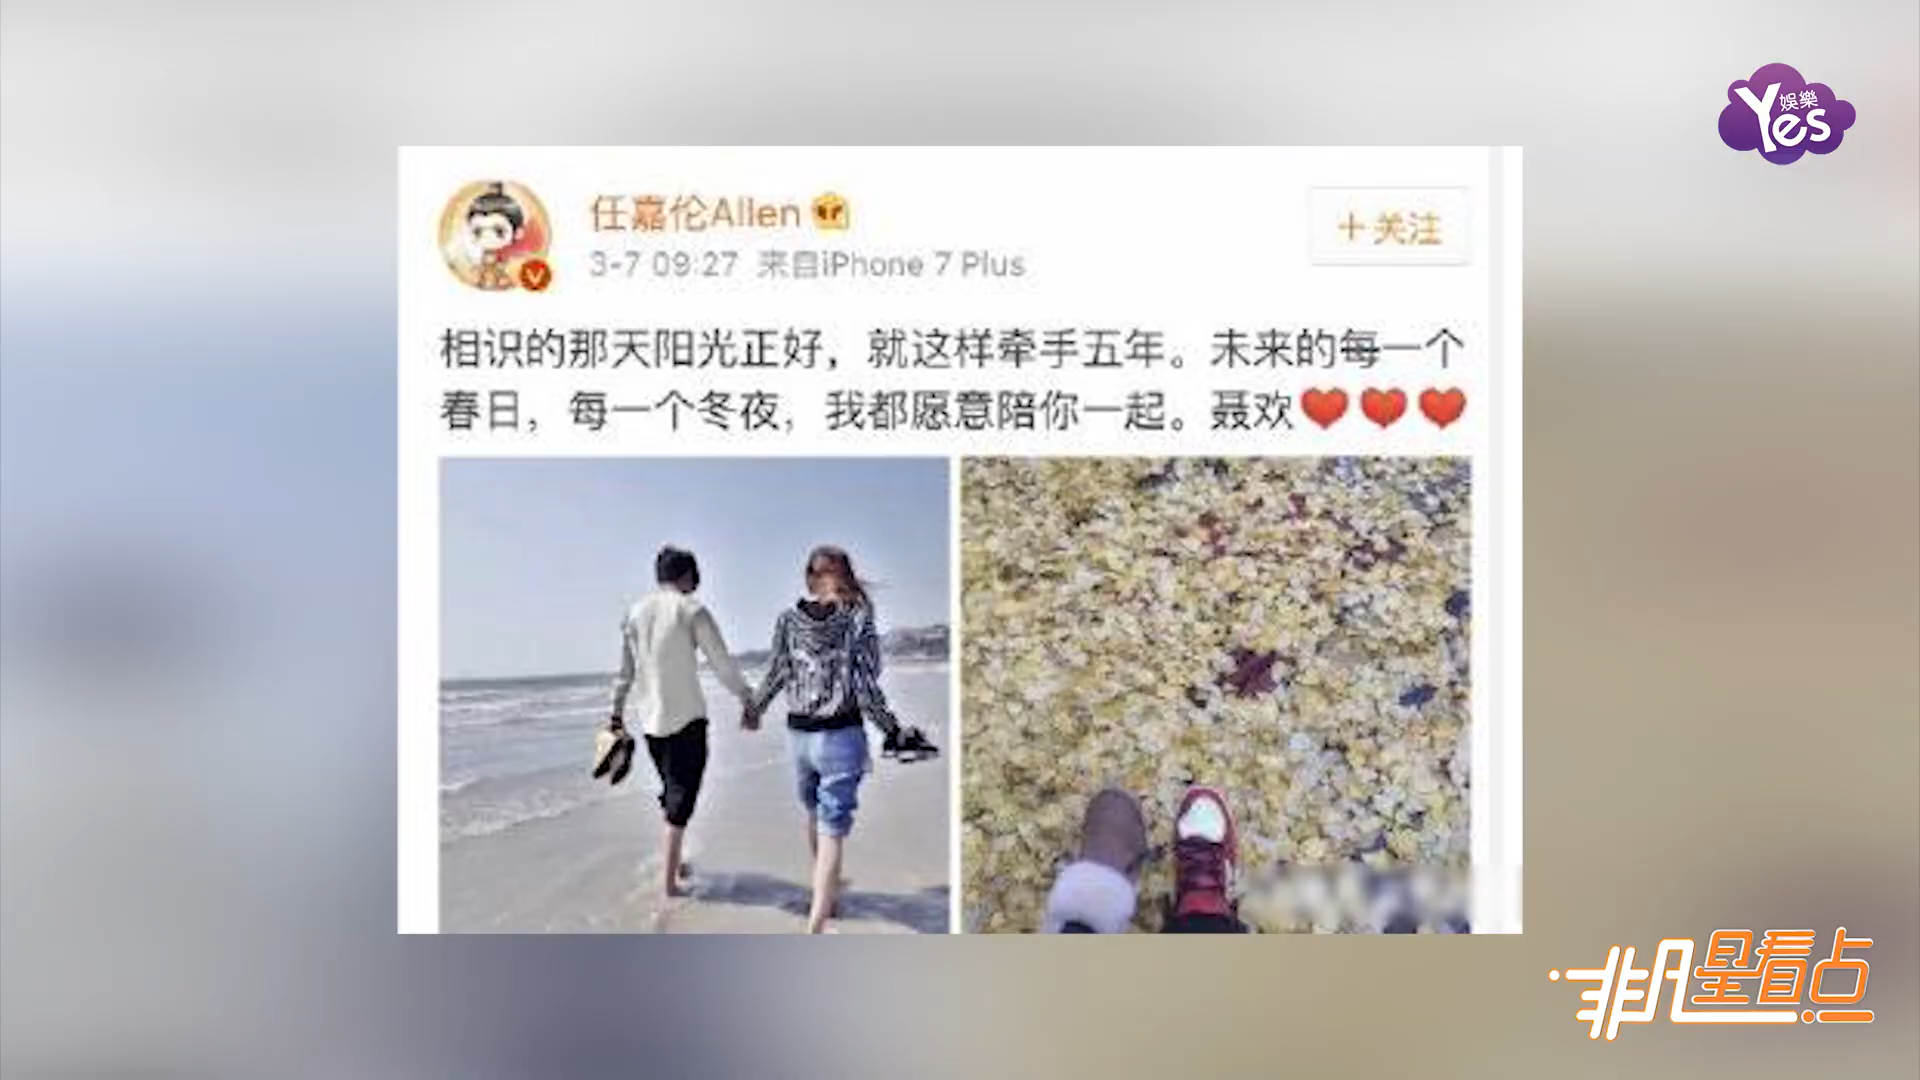 Yes
娛樂
任嘉伦Allen
3-7 09:27 来自iPhone 7 Plus
+关注
相识的那天阳光正好，就这样牵手五年。未来的每一个
春日，每一个冬夜，我都愿意陪你一起。聂欢❤❤❤
非凡星看点